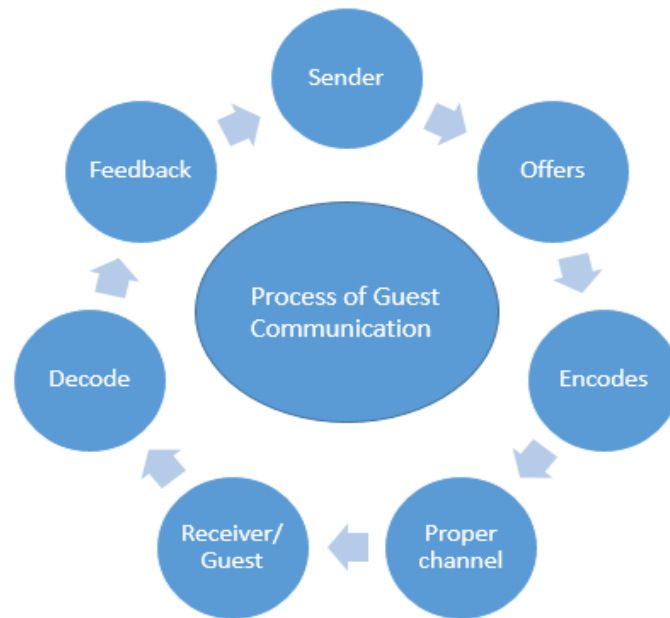 Sender
Offers
Encodes
Proper
channel
Receiver/
Guest
Decode
Feedback
Process of Guest
Communication